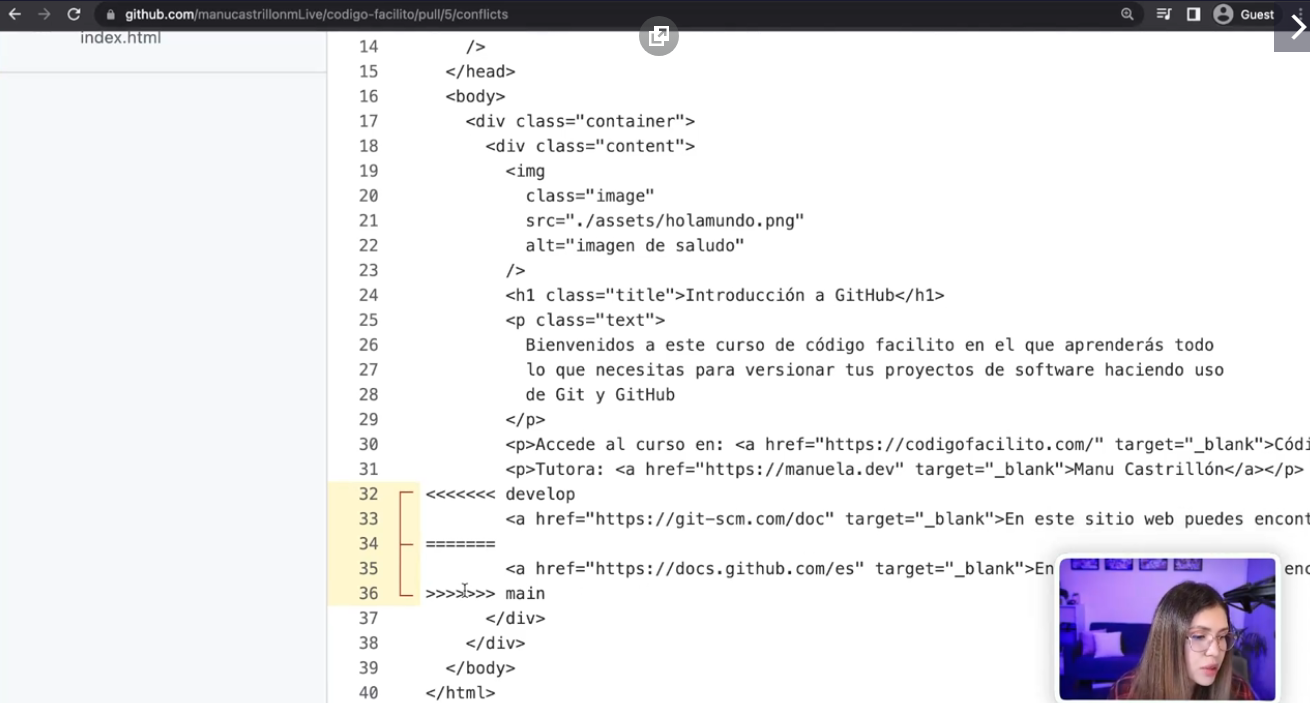 github.com/manucastrillonmLive/codigo-facilito/pull/5/conflicts
Guest
index.html
14 />
15 </head>
16 <body>
17 <div class="container">
18 <div class="content">
19 <img
20 class="image"
21 src="./assets/holamundo.png"
22 alt="imagen de saludo"
23 />
24 <h1 class="title">Introducción a GitHub</h1>
25 <p class="text">
26 Bienvenidos a este curso de código facilito en el que aprenderás todo
27 lo que necesitas para versionar tus proyectos de software haciendo uso
28 de Git y GitHub
29 </p>
30 <p>Accede al curso en: <a href="https://codigofacilito.com/" target="_blank">Códi
31 <p>Tutora: <a href="https://manuela.dev" target="_blank">Manu Castrillón</a></p>
32 <<<<<<< develop
33 <a href="https://git-scm.com/doc" target="_blank">En este sitio web puedes encont
34 =======
35 <a href="https://docs.github.com/es" target="_blank">En enc
36 >>>>>>> main
37 </div>
38 </div>
39 </body>
40 </html>